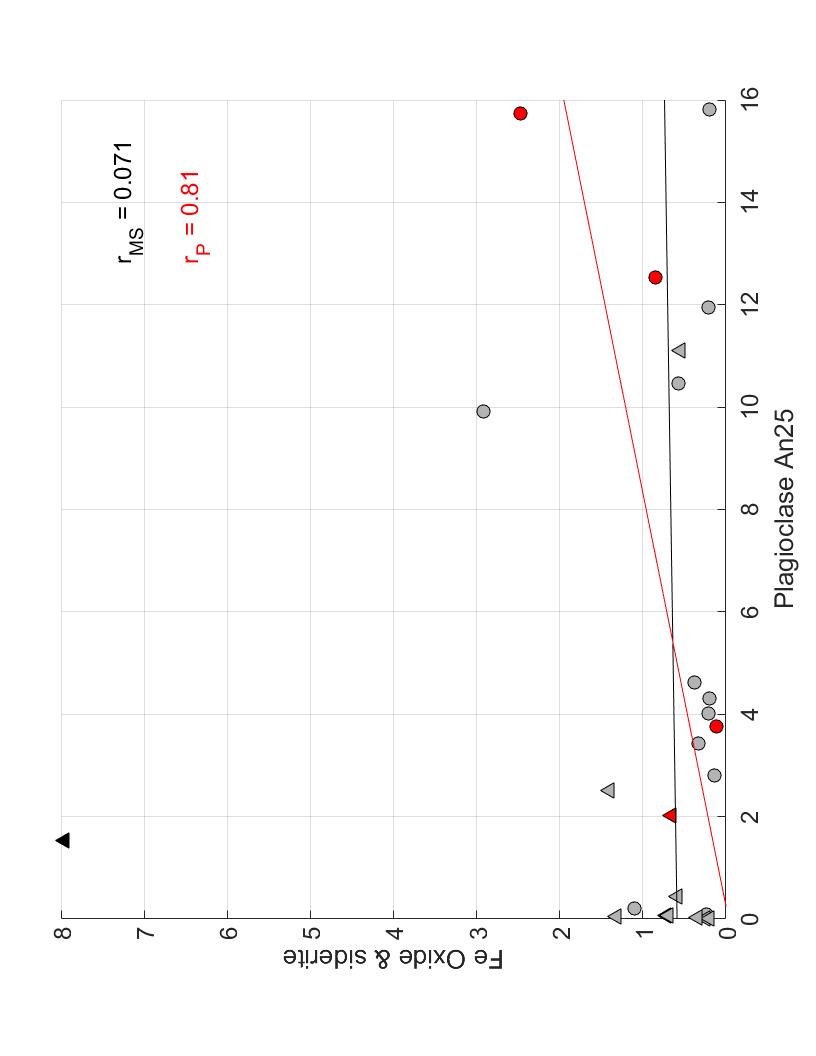 8
7
6
5
4
3
2
1
0
Fe Oxide & siderite
r_MS = 0.071
r_P = 0.81
0 2 4 6 8 10 12 14 16
Plagioclase An25